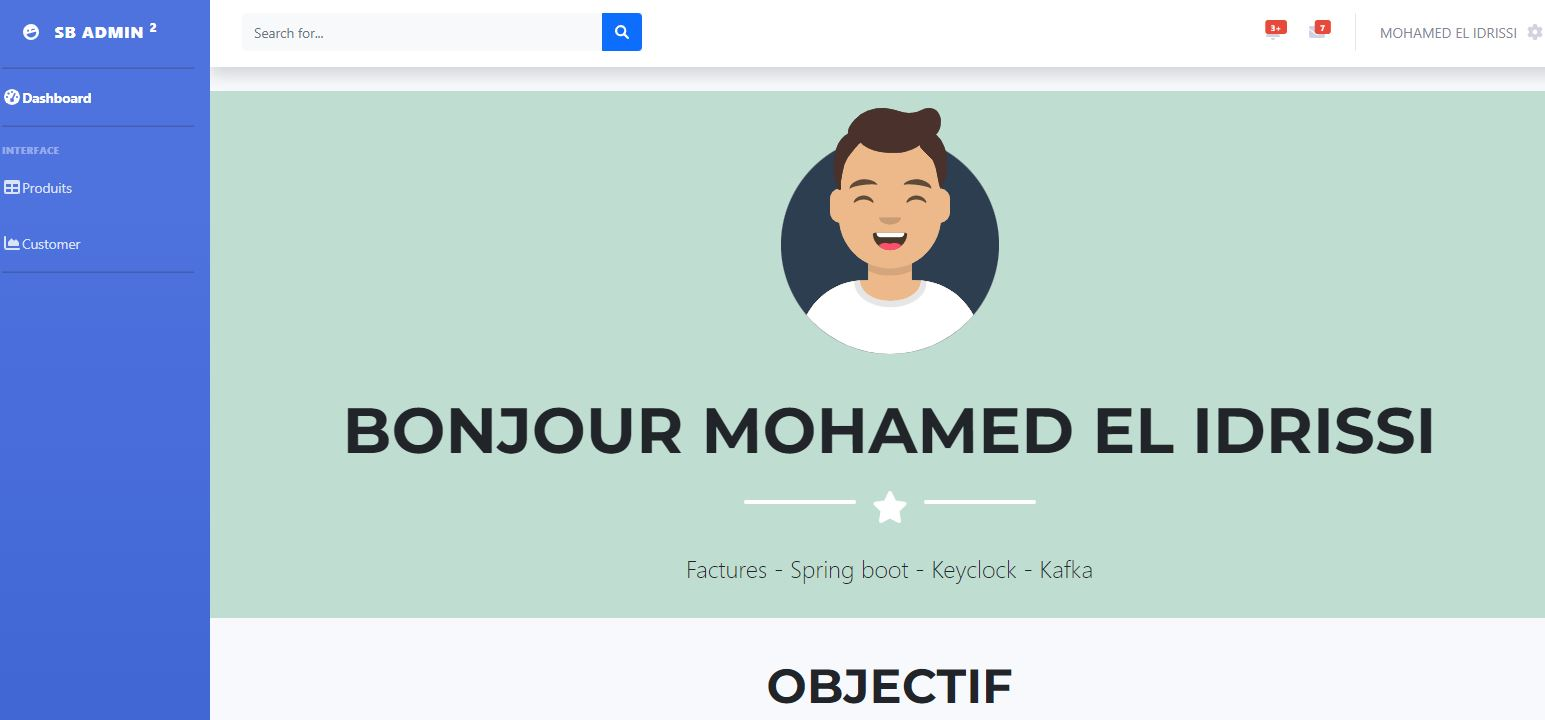 SB ADMIN 2
Search for...
3+
7
MOHAMED EL IDRISSI
Dashboard
INTERFACE
Produits
Customer
BONJOUR MOHAMED EL IDRISSI
Factures - Spring boot - Keyclock - Kafka
OBJECTIF